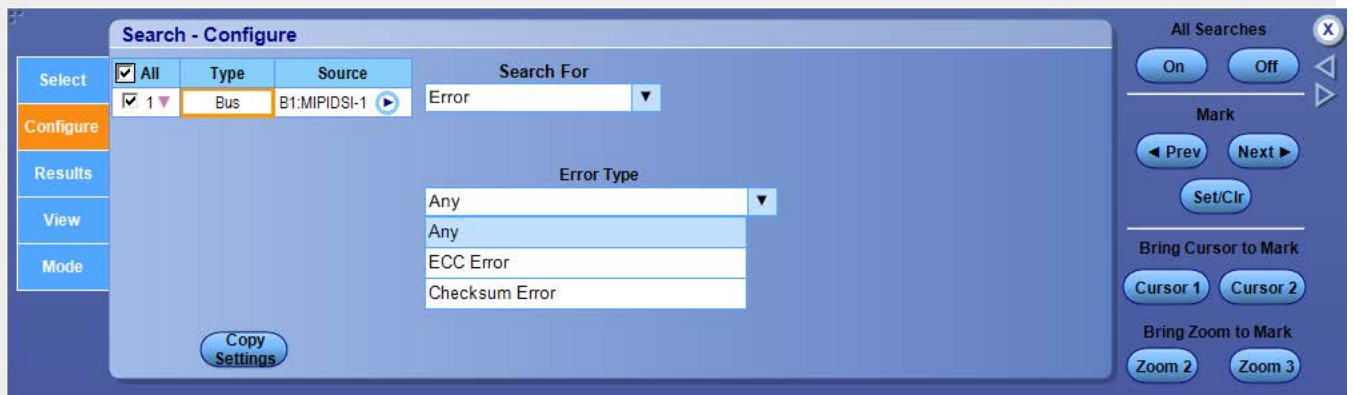 Search - Configure
Select
Configure
Results
View
Mode
All Type Source
1 Bus B1:MIPIDSI-1
Search For
Error
Error Type
Any
Any
ECC Error
Checksum Error
Copy
Settings
All Searches
X
On Off
Mark
◄ Prev Next ►
Set/Clr
Bring Cursor to Mark
Cursor 1 Cursor 2
Bring Zoom to Mark
Zoom 2 Zoom 3